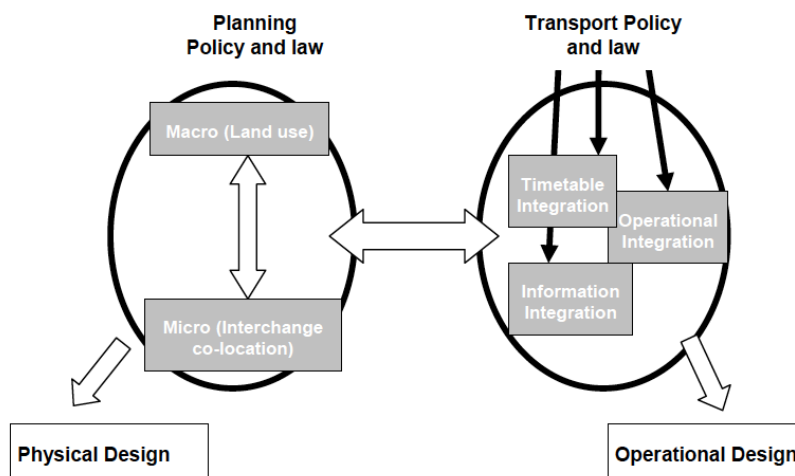 Planning
Policy and law
Transport Policy
and law
Macro (Land use)
Timetable
Integration
Operational
Integration
Information
Integration
Micro (Interchange
co-location)
Physical Design
Operational Design